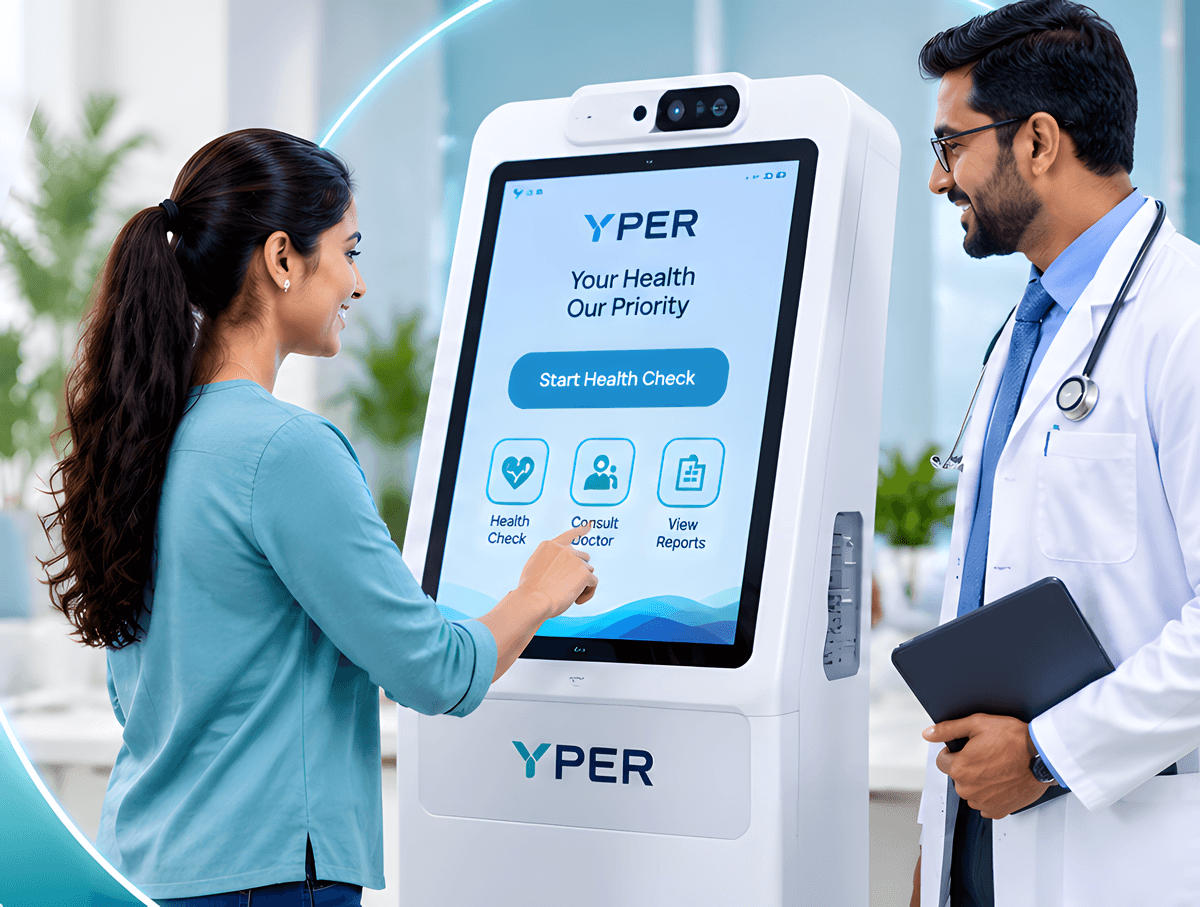 YPER
Your Health
Our Priority
Start Health Check
Health
Check
Consult
Doctor
View
Reports
YPER